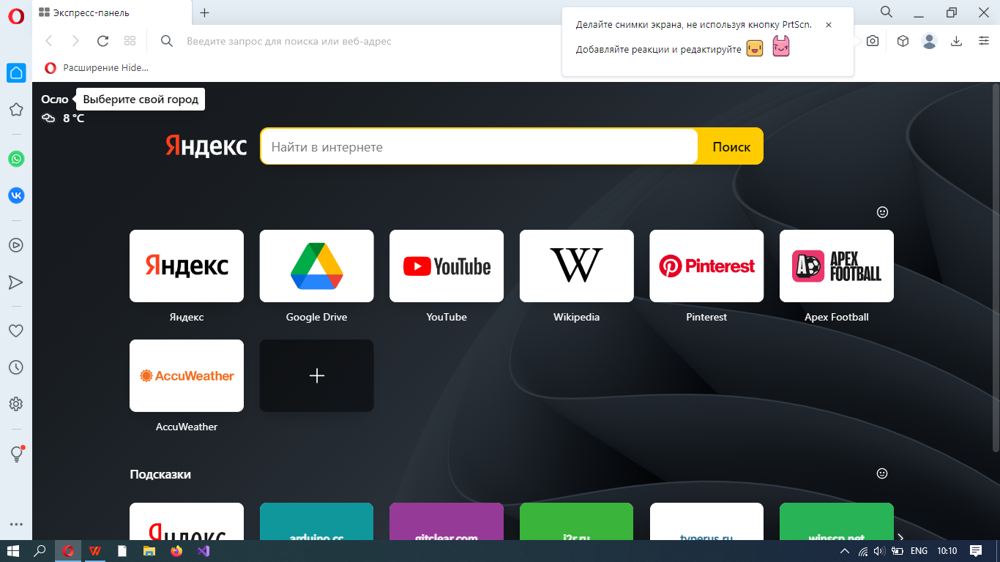 Экспресс-панель
Делайте снимки экрана, не используя кнопку PrtScn.
Добавляйте реакции и редактируйте
Введите запрос для поиска или веб-адрес
Расширение Hide...
Осло
Выберите свой город
8 °C
Яндекс
Найти в интернете
Поиск
Яндекс
YouTube
W
Pinterest
APEX
FOOTBALL
Яндекс
Google Drive
YouTube
Wikipedia
Pinterest
Apex Football
AccuWeather
AccuWeather
Подсказки
Яндекс
arduino.cc
gitclear.com
i2r.ru
typerus.ru
winscp.net
ENG
10:10